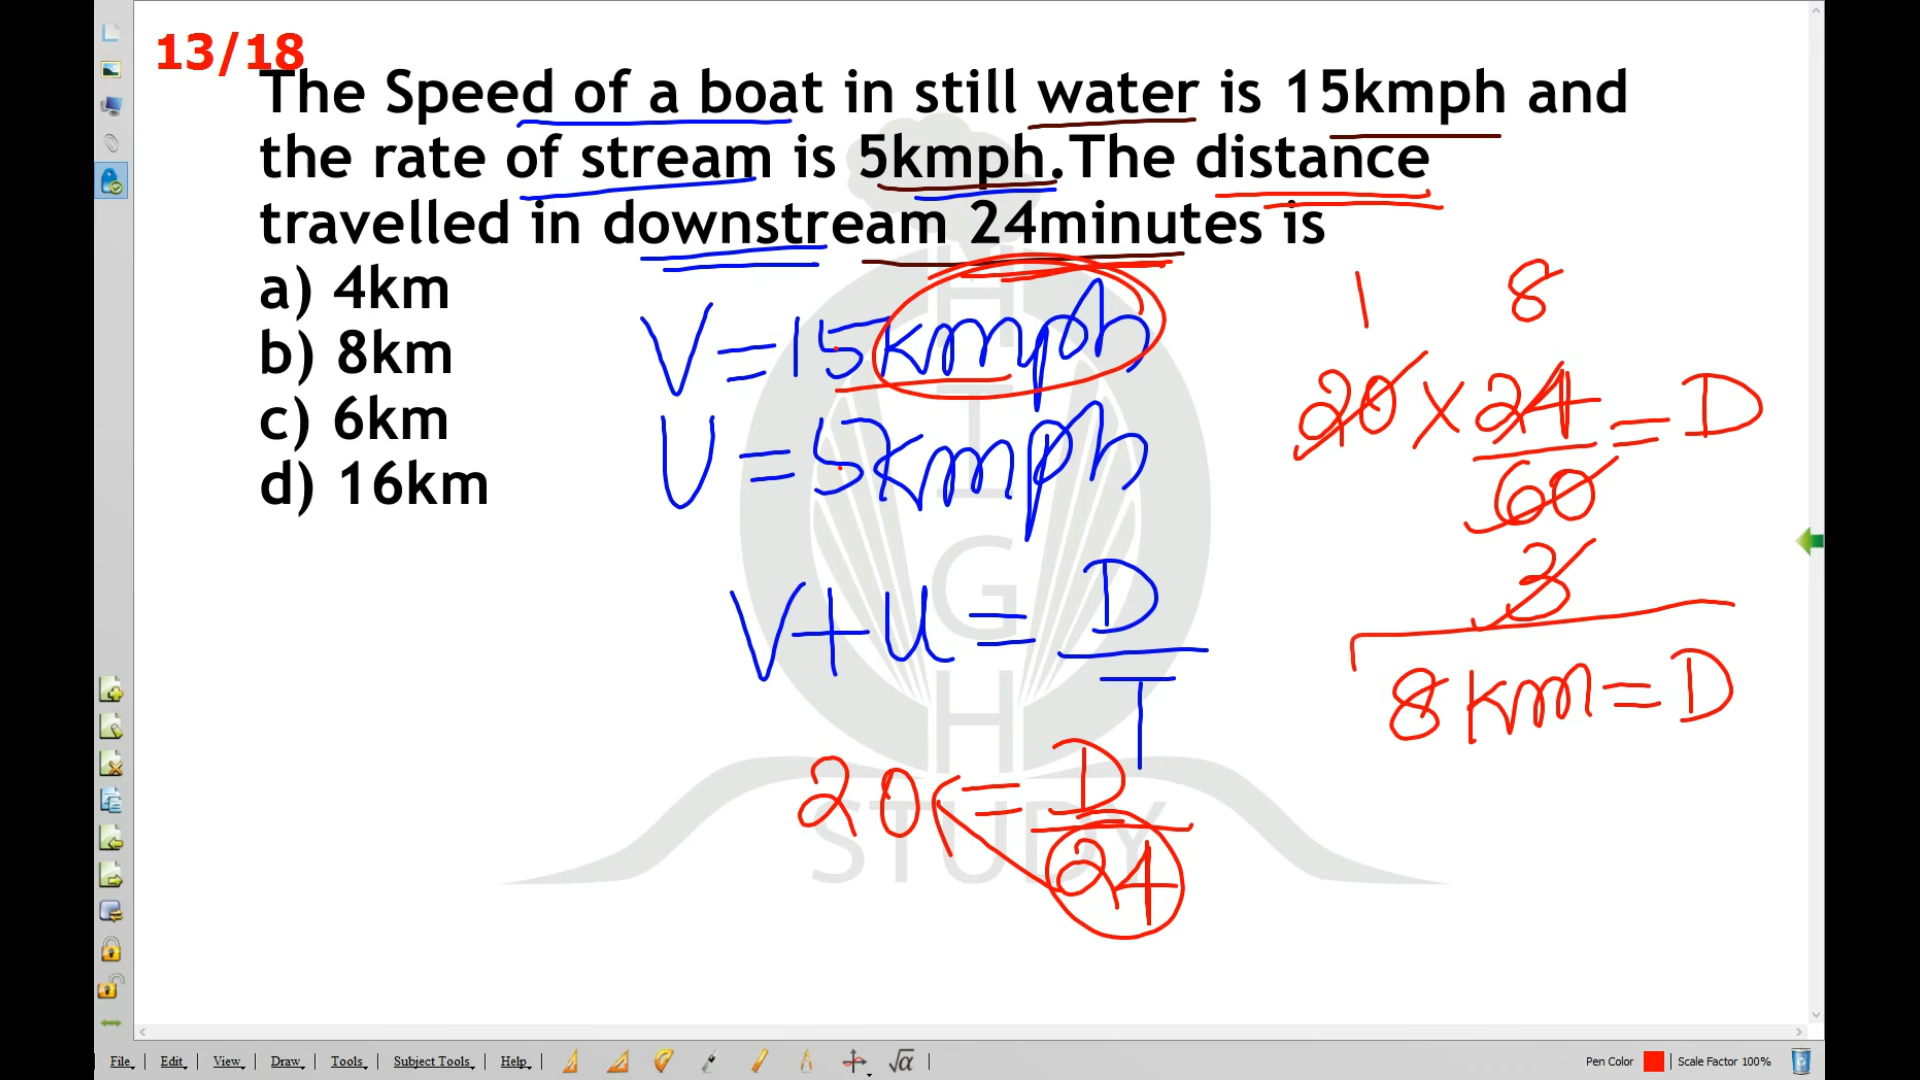 13/18
The Speed of a boat in still water is 15kmph and
the rate of stream is 5kmph.The distance
travelled in downstream 24minutes is
a) 4km
b) 8km
c) 6km
d) 16km
V = 15kmph
U = 5kmph
V+u = D
T
20 = D
24
1 8
20 × 24 = D
60
3
8km = D
HIGH
STUDY
File Edit View Draw Tools Subject Tools Help
√α
Pen Color Scale Factor 100%